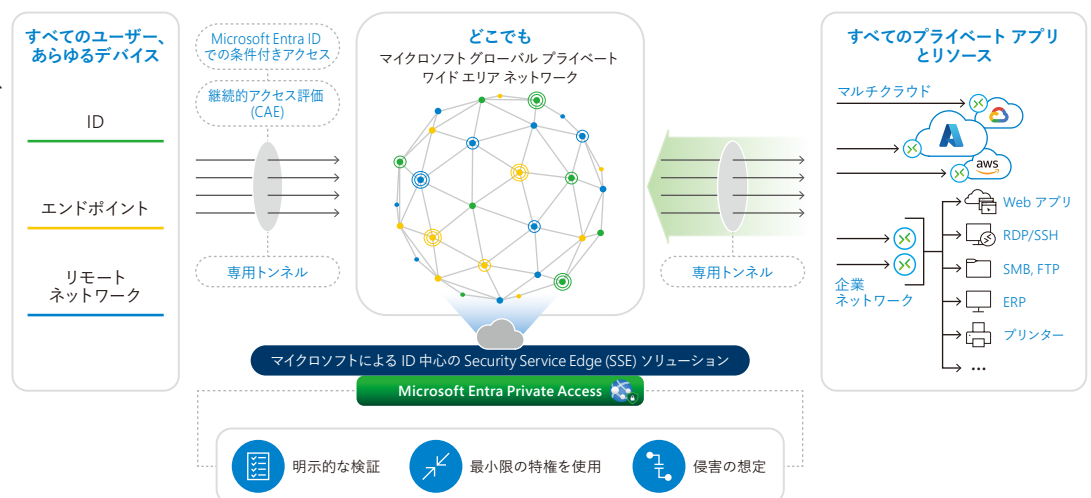 すべてのユーザー、
あらゆるデバイス
ID
エンドポイント
リモート
ネットワーク
Microsoft Entra ID
での条件付きアクセス
継続的アクセス評価
(CAE)
専用トンネル
どこでも
マイクロソフト グローバル プライベート
ワイド エリア ネットワーク
専用トンネル
すべてのプライベート アプリ
とリソース
マルチクラウド
aws
企業
ネットワーク
Web アプリ
RDP/SSH
SMB, FTP
ERP
プリンター
...
マイクロソフトによる ID 中心の Security Service Edge (SSE) ソリューション
Microsoft Entra Private Access
明示的な検証
最小限の特権を使用
侵害の想定